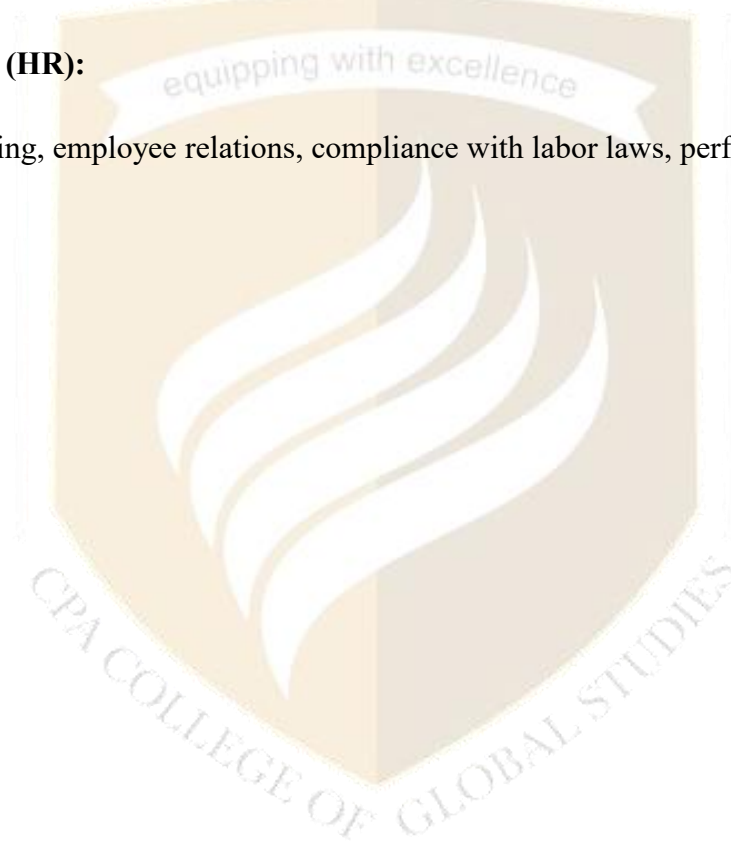 (HR):
equipping with excellence
ing, employee relations, compliance with labor laws, perf
CPA COLLEGE OF GLOBAL STUDIES